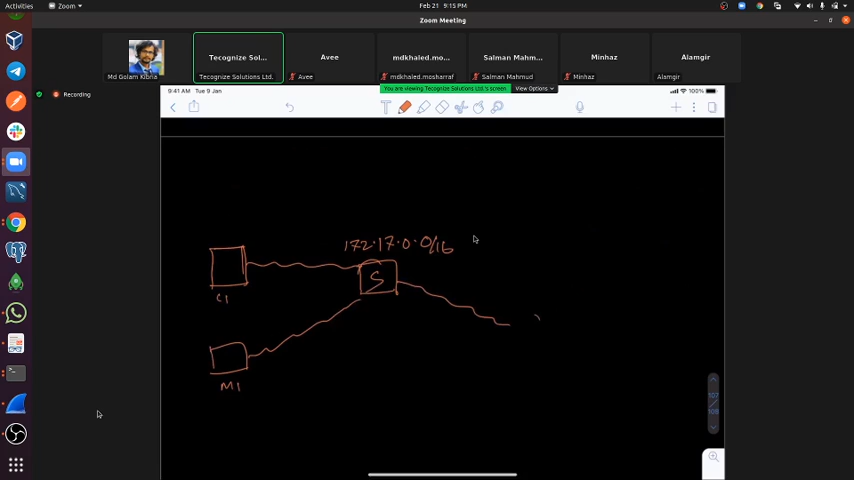 Activities
Zoom
Feb 21 9:15 PM
Zoom Meeting
Tecognize Sol...
Avee
mdkhaled.mo...
Salman Mahm...
Minhaz
Alamgir
Md Golam Kibria
Tecognize Solutions Ltd.
Avee
mdkhaled.mosharraf
Salman Mahmud
Minhaz
Alamgir
You are viewing Tecognize Solutions Ltd.'s screen
View Options
Recording
9:41 AM Tue 9 Jan
100%
T
172.17.0.0/16
S
C1
M1
107
108